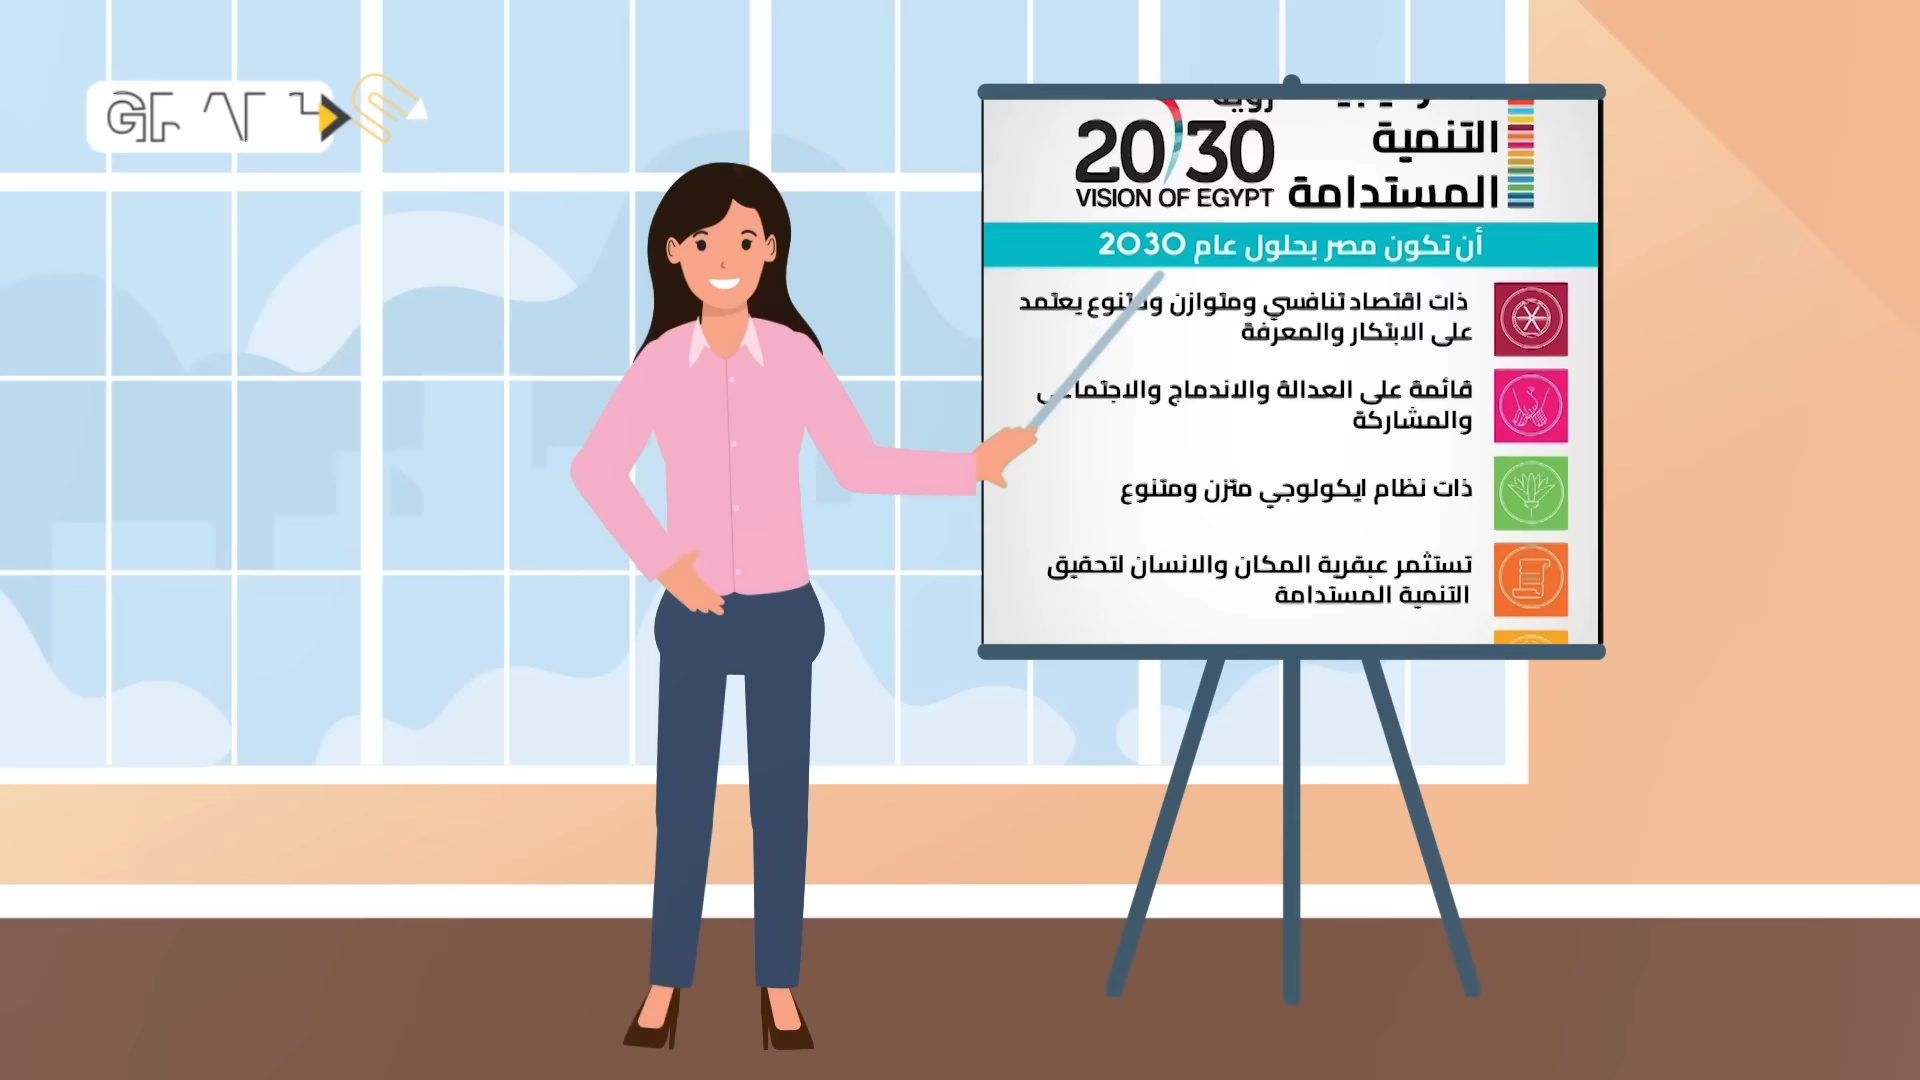 رؤية
التنمية
المستدامة
2030
VISION OF EGYPT
أن تكون مصر بحلول عام 2030
ذات اقتصاد تنافسي ومتوازن ومتنوع يعتمد
على الابتكار والمعرفة
قائمة على العدالة والاندماج والاجتماعي
والمشاركة
ذات نظام ايكولوجي متزن ومتنوع
تستثمر عبقرية المكان والانسان لتحقيق
التنمية المستدامة